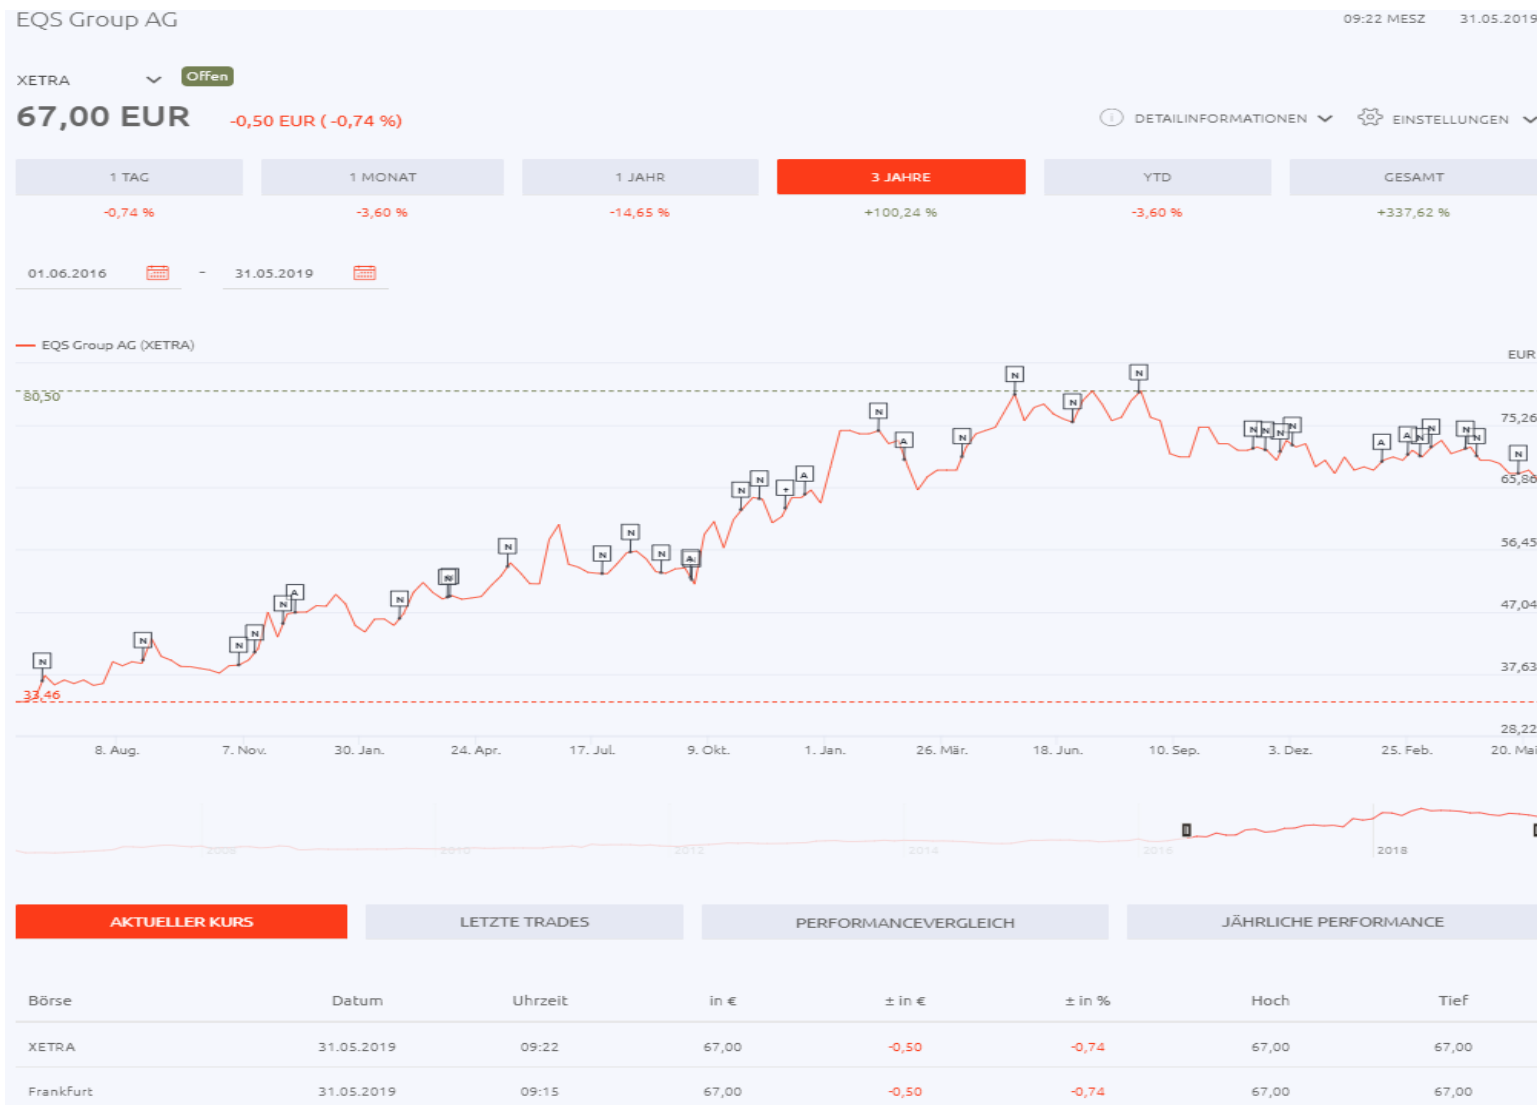 EQS Group AG 09:22 MESZ 31.05.2019
XETRA Offen
67,00 EUR -0,50 EUR ( -0,74 %) DETAILINFORMATIONEN EINSTELLUNGEN
1 TAG 1 MONAT 1 JAHR 3 JAHRE YTD GESAMT
-0,74 % -3,60 % -14,65 % +100,24 % -3,60 % +337,62 %
01.06.2016 - 31.05.2019
EQS Group AG (XETRA)
EUR
80,50
75,26
65,86
56,45
47,04
37,63
33,46
28,22
N N N N N A N N N N N N A N N + A N A N N N N N N N N A A N N N N N
8. Aug. 7. Nov. 30. Jan. 24. Apr. 17. Jul. 9. Okt. 1. Jan. 26. Mär. 18. Jun. 10. Sep. 3. Dez. 25. Feb. 20. Mai
2008 2010 2012 2014 2016 2018
AKTUELLER KURS LETZTE TRADES PERFORMANCEVERGLEICH JÄHRLICHE PERFORMANCE
Börse Datum Uhrzeit in € ± in € ± in % Hoch Tief
XETRA 31.05.2019 09:22 67,00 -0,50 -0,74 67,00 67,00
Frankfurt 31.05.2019 09:15 67,00 -0,50 -0,74 67,00 67,00